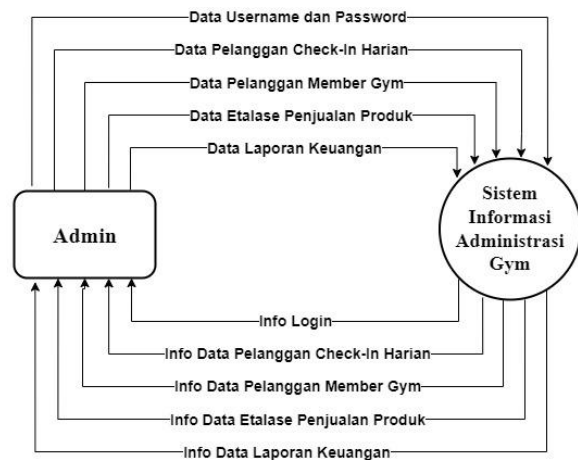 Data Username dan Password
Data Pelanggan Check-In Harian
Data Pelanggan Member Gym
Data Etalase Penjualan Produk
Data Laporan Keuangan
Admin
Sistem
Informasi
Administrasi
Gym
Info Login
Info Data Pelanggan Check-In Harian
Info Data Pelanggan Member Gym
Info Data Etalase Penjualan Produk
Info Data Laporan Keuangan